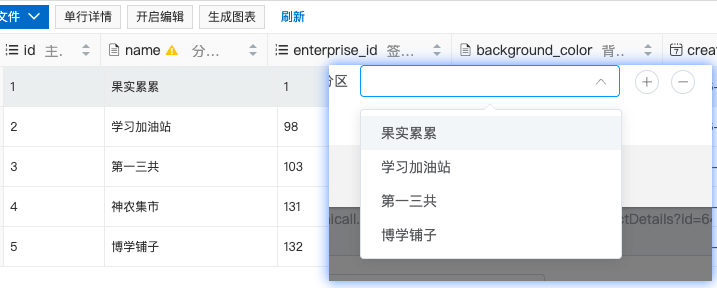 文件 单行详情 开启编辑 生成图表 刷新
id 主... name 分... enterprise_id 签... background_color 背... crea
1 果实累累 1
2 学习加油站 98
3 第一三共 103
4 神农集市 131
5 博学铺子 132
分区
果实累累
学习加油站
第一三共
博学铺子
nicall. ctDetails?id=64